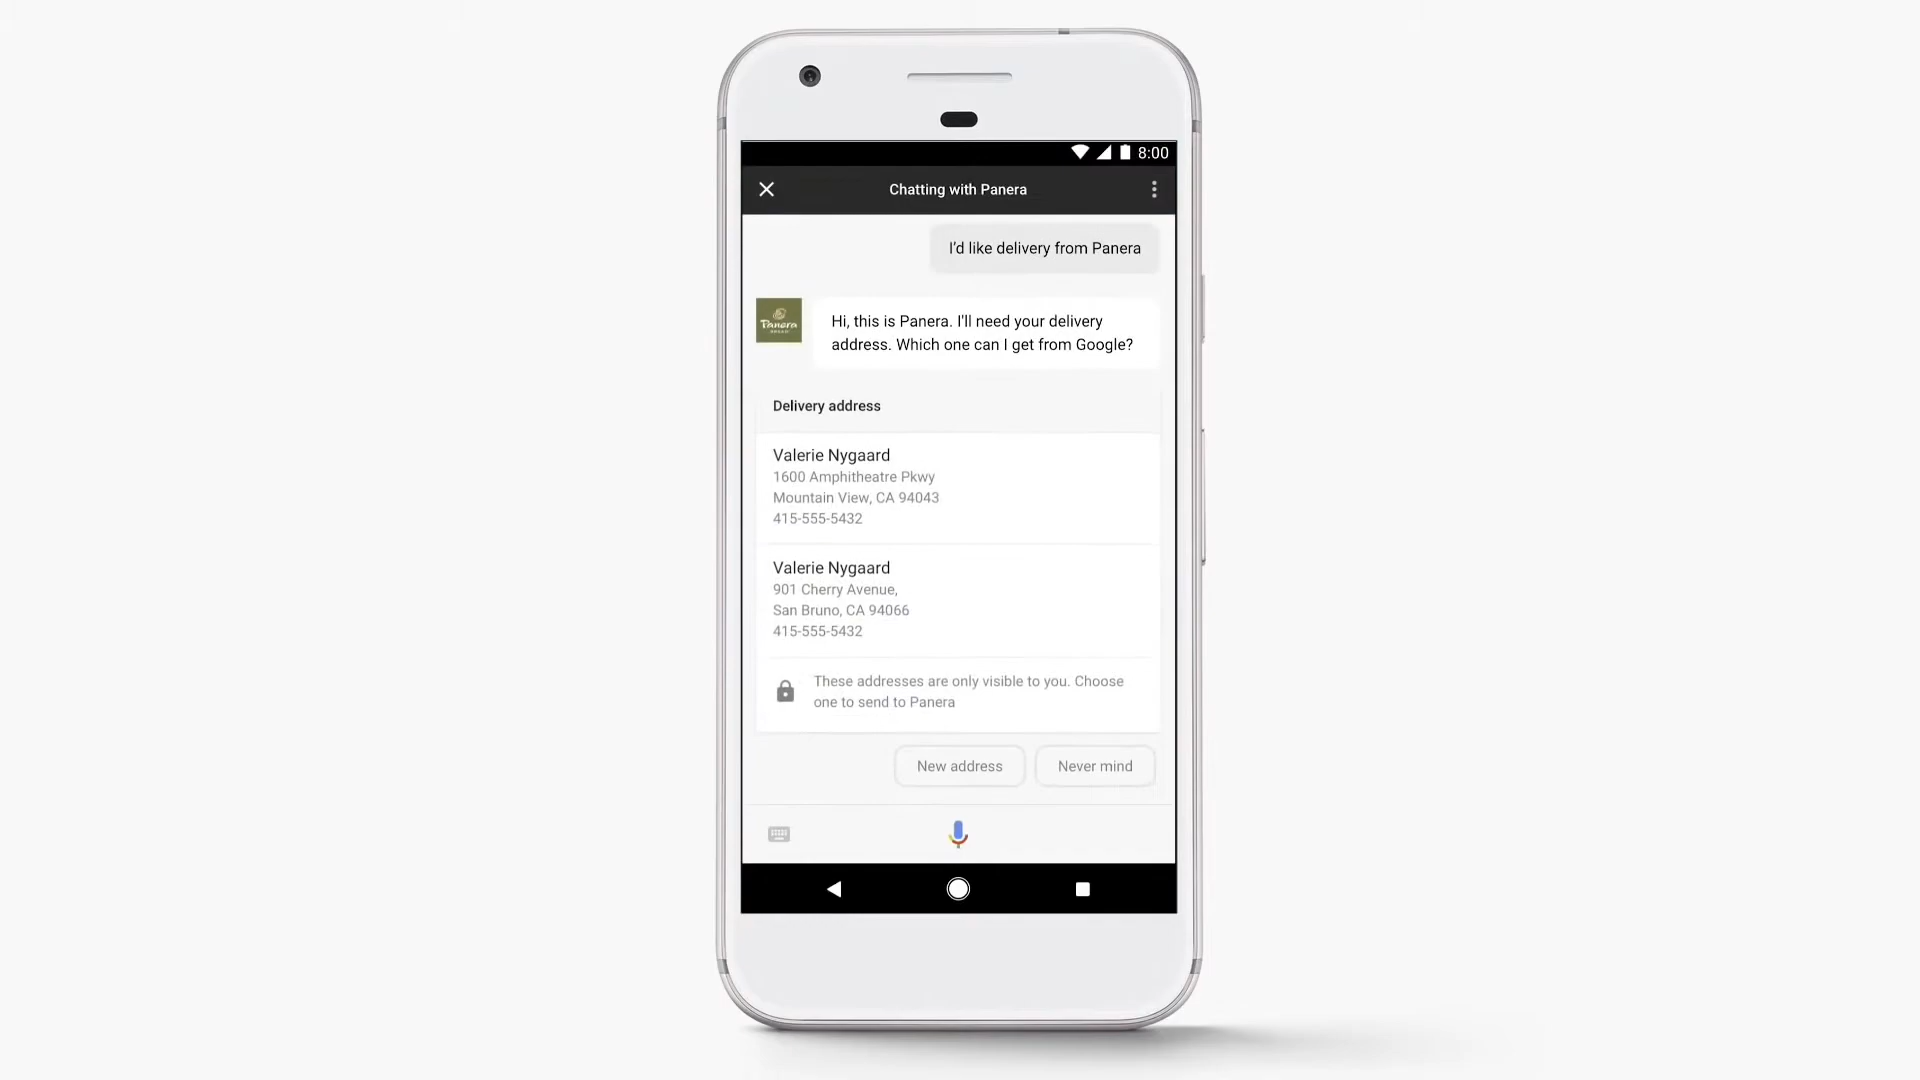 8:00
Chatting with Panera
I'd like delivery from Panera
Panera
BREAD
Hi, this is Panera. I'll need your delivery
address. Which one can I get from Google?
Delivery address
Valerie Nygaard
1600 Amphitheatre Pkwy
Mountain View, CA 94043
415-555-5432
Valerie Nygaard
901 Cherry Avenue,
San Bruno, CA 94066
415-555-5432
These addresses are only visible to you. Choose
one to send to Panera
New address
Never mind